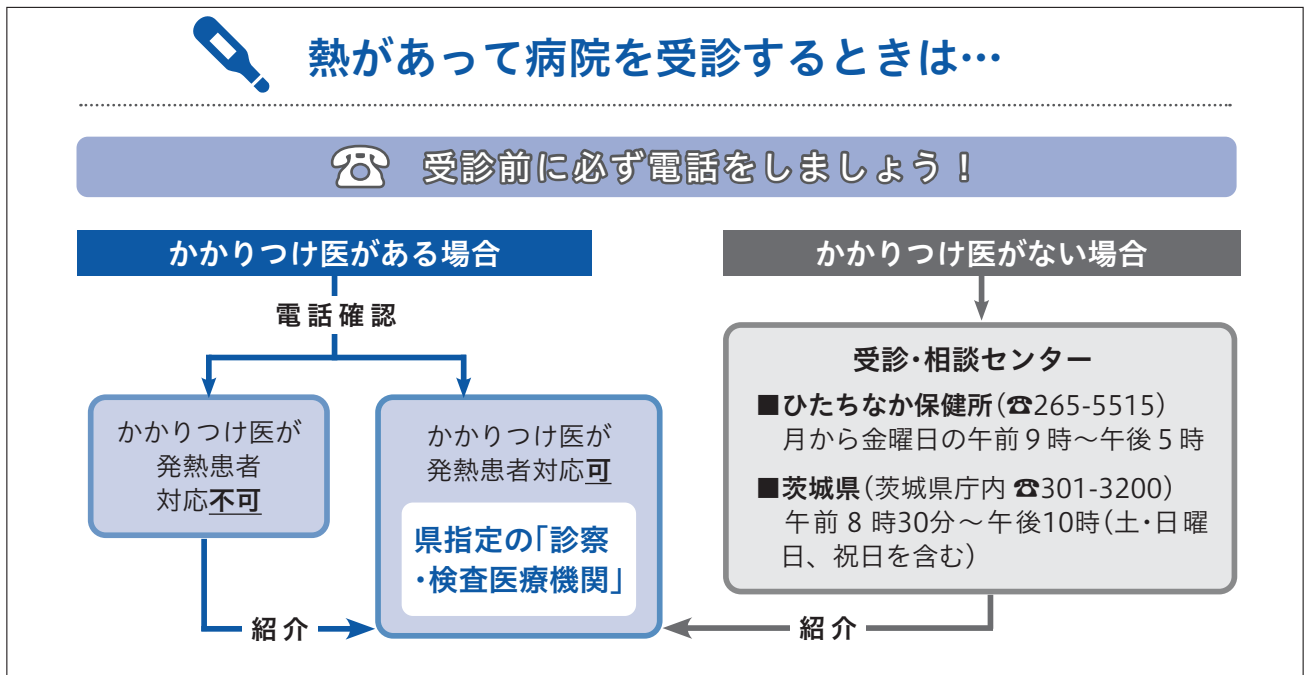 熱があって病院を受診するときは…
☎ 受診前に必ず電話をしましょう！
かかりつけ医がある場合
電話確認
かかりつけ医が
発熱患者
対応不可
かかりつけ医が
発熱患者対応可
県指定の「診察
・検査医療機関」
紹介
かかりつけ医がない場合
受診・相談センター
■ひたちなか保健所（☎265-5515）
月から金曜日の午前９時～午後５時
■茨城県（茨城県庁内 ☎301-3200）
午前８時30分～午後10時（土・日曜
日、祝日を含む）
紹介